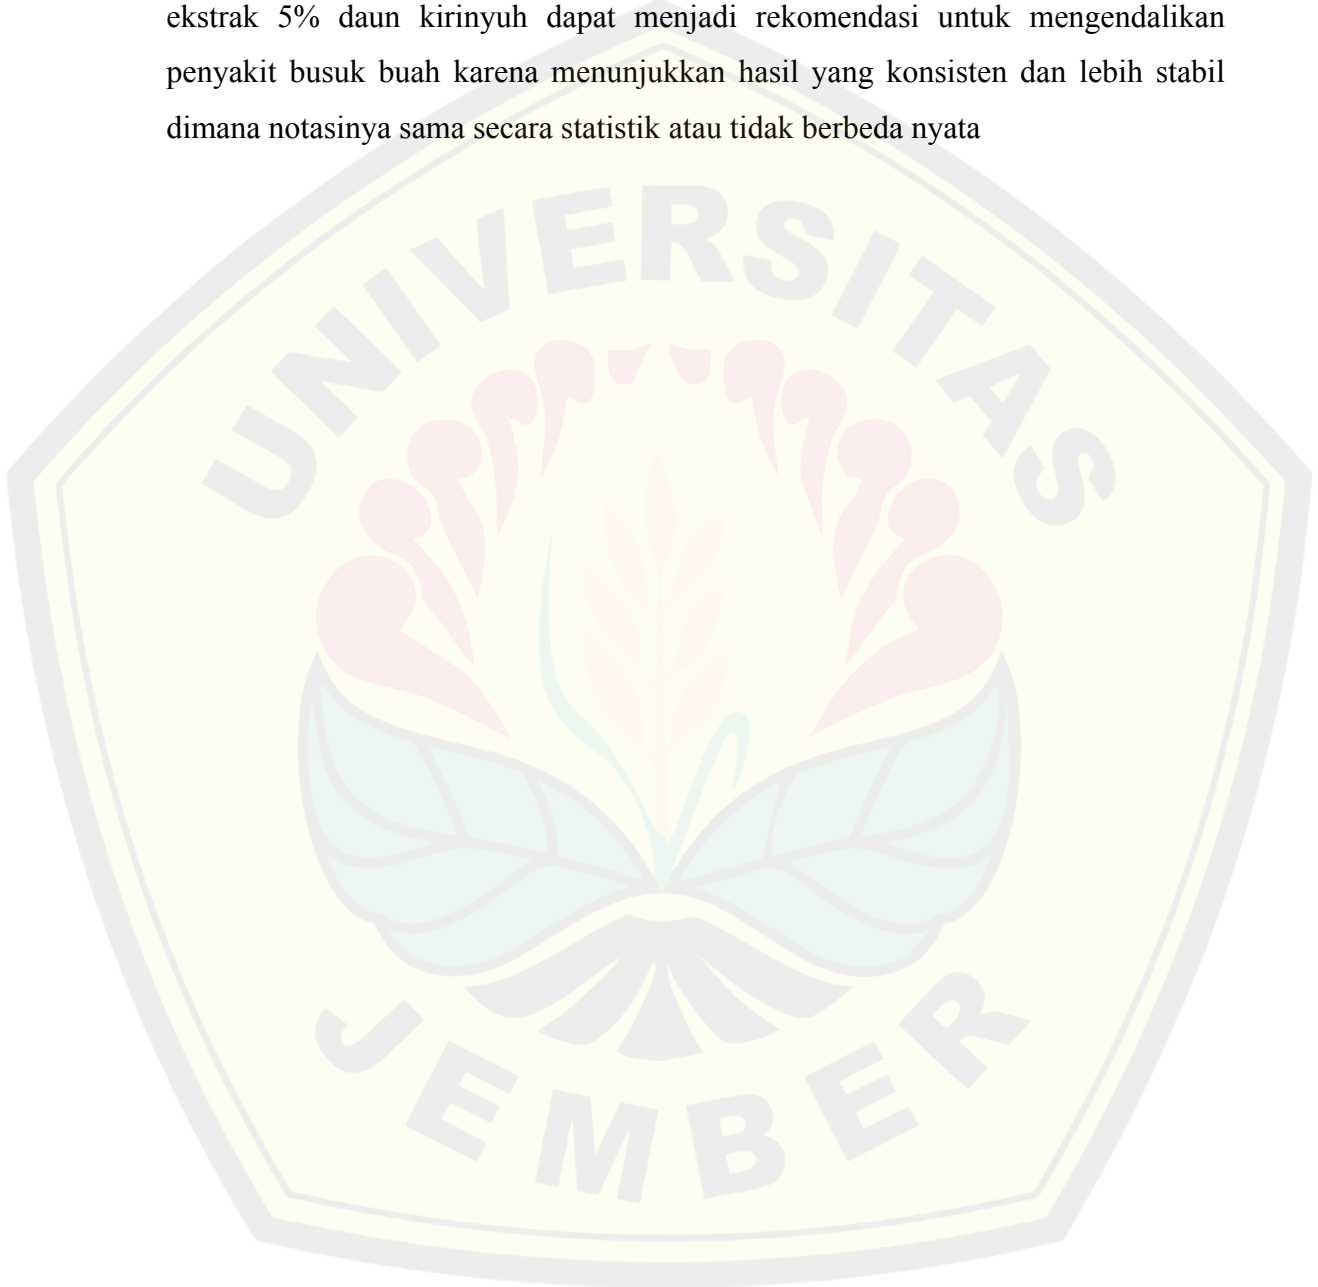 ekstrak 5% daun kirinyuh dapat menjadi rekomendasi untuk mengendalikan
penyakit busuk buah karena menunjukkan hasil yang konsisten dan lebih stabil
dimana notasinya sama secara statistik atau tidak berbeda nyata
UNIVERSITAS
JEMBER